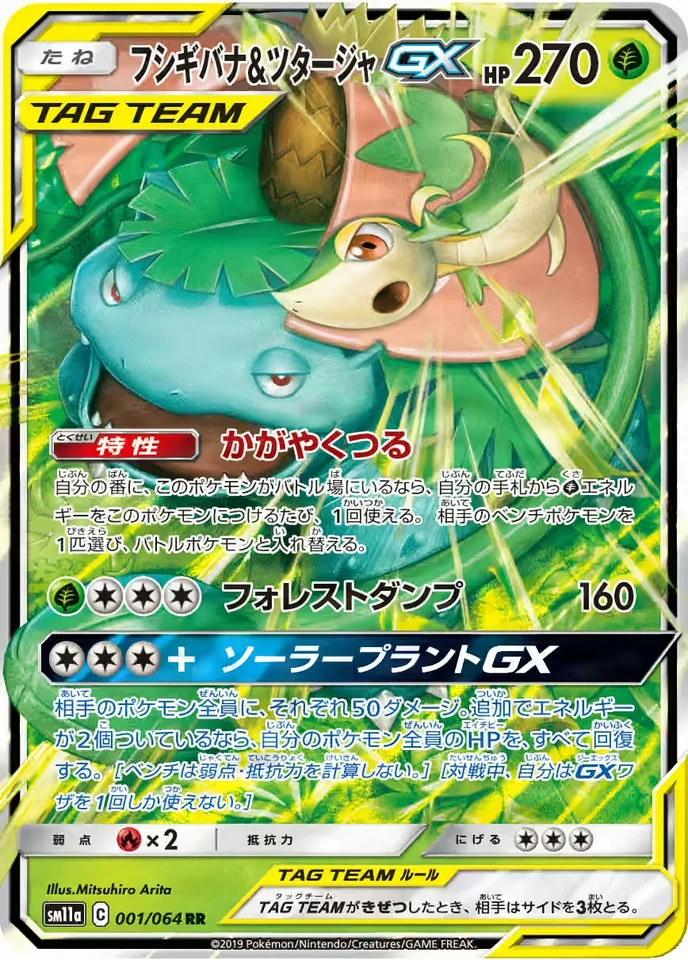 たね フシギバナ&ツタージャGX HP270
TAG TEAM
とくせい 特性 かがやくつる
自分の番に、このポケモンがバトル場にいるなら、自分の手札からエネル
ギーをこのポケモンにつけるたび、1回使える。相手のベンチポケモンを
1匹選び、バトルポケモンと入れ替える。
フォレストダンプ 160
+ ソーラープラントGX
相手のポケモン全員に、それぞれ50ダメージ。追加でエネルギー
が2個ついているなら、自分のポケモン全員のHPを、すべて回復
する。[ベンチは弱点・抵抗力を計算しない。][対戦中、自分はGXワ
ザを1回しか使えない。]
弱点 ×2 抵抗力 にげる
TAG TEAM ルール
Illus.Mitsuhiro Arita
TAG TEAMがきぜつしたとき、相手はサイドを3枚とる。
sm11a C 001/064 RR
©2019 Pokémon/Nintendo/Creatures/GAME FREAK.